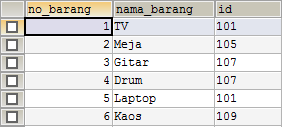 no_barang nama_barang id
1 TV 101
2 Meja 105
3 Gitar 107
4 Drum 107
5 Laptop 101
6 Kaos 109